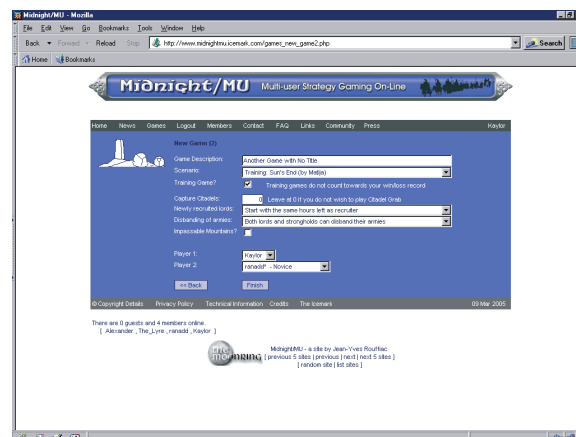 Midnight/MU - Mozilla
File Edit View Go Bookmarks Tools Window Help
Back Forward Reload Stop http://www.midnightmu.icemark.com/games_new_game2.php Search
Home Bookmarks
Midnight/MU Multi-user Strategy Gaming On-Line
Home News Games Logout Members Contact FAQ Links Community Press Kaylor
New Game (2)
Game Description: Another Game with No Title
Scenario: Training: Sun's End (by Matija)
Training Game? Training games do not count towards your win/loss record
Capture Citadels: 0 Leave at 0 if you do not wish to play Citadel Grab
Newly recruited lords: Start with the same hours left as recruiter
Disbanding of armies: Both lords and strongholds can disband their armies
Impassable Mountains?
Player 1: Kaylor
Player 2 ranadd* - Novice
<< Back Finish
© Copyright Details Privacy Policy Technical Information Credits The Icemark 09 Mar 2005
There are 0 guests and 4 members online.
[ Alexander , The_Lyre , ranadd , Kaylor ]
the moonring
Midnight/MU - a site by Jean-Yves Rouffiac
[ previous 5 sites | previous | next | next 5 sites ]
[ random site | list sites ]